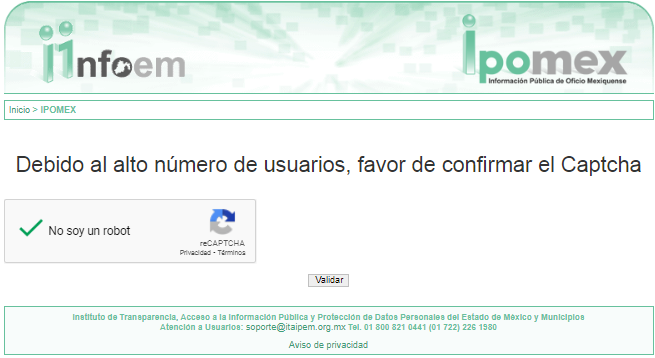 infoem
ipomex
Información Pública de Oficio Mexiquense
Inicio > IPOMEX
Debido al alto número de usuarios, favor de confirmar el Captcha
No soy un robot
reCAPTCHA
Privacidad - Términos
Validar
Instituto de Transparencia, Acceso a la Información Pública y Protección de Datos Personales del Estado de México y Municipios
Atención a Usuarios: soporte@itaipem.org.mx Tel. 01 800 821 0441 (01 722) 226 1980
Aviso de privacidad